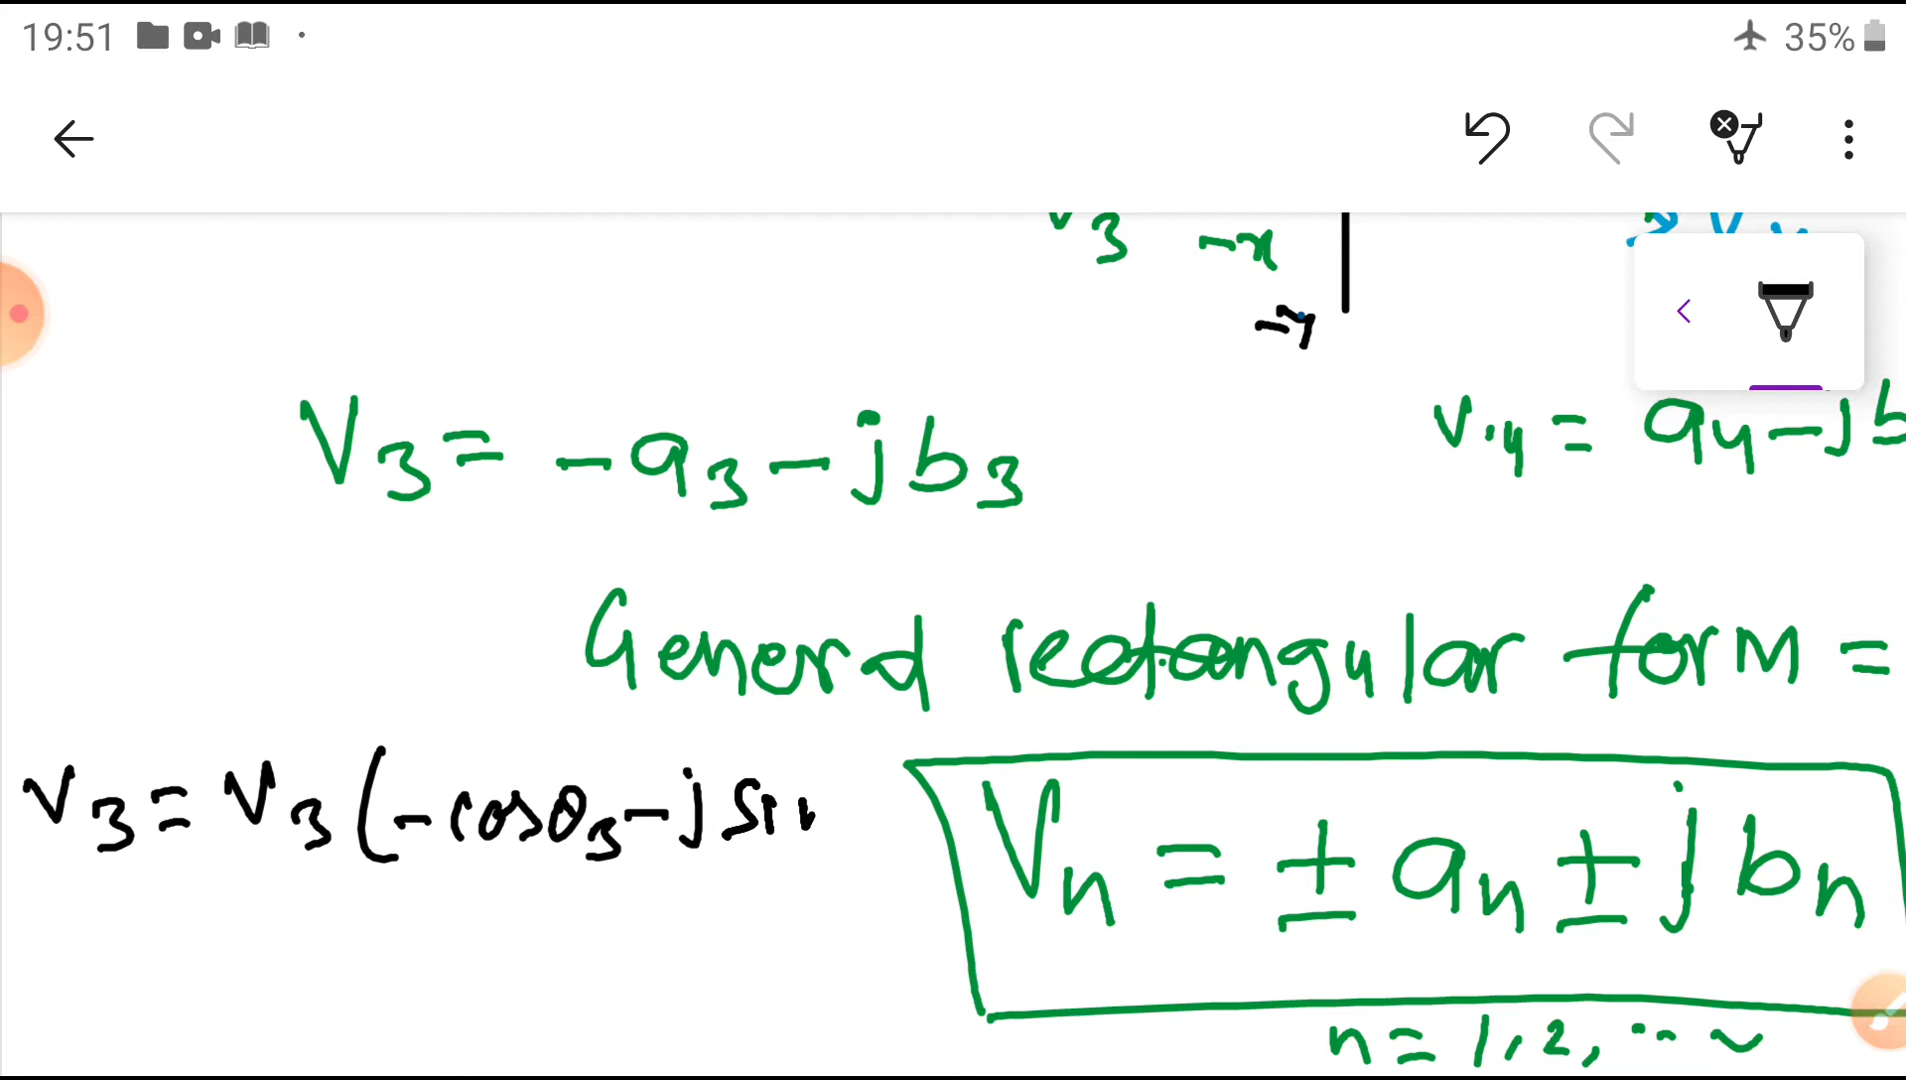 19:51 35%
V3 -x
-y
V3 = -a3 - jb3 V4 = a4 - jb
General rectangular form =
V3 = V3 (-cosθ3 - j sin
Vn = ± an ± jbn
n = 1, 2, ...